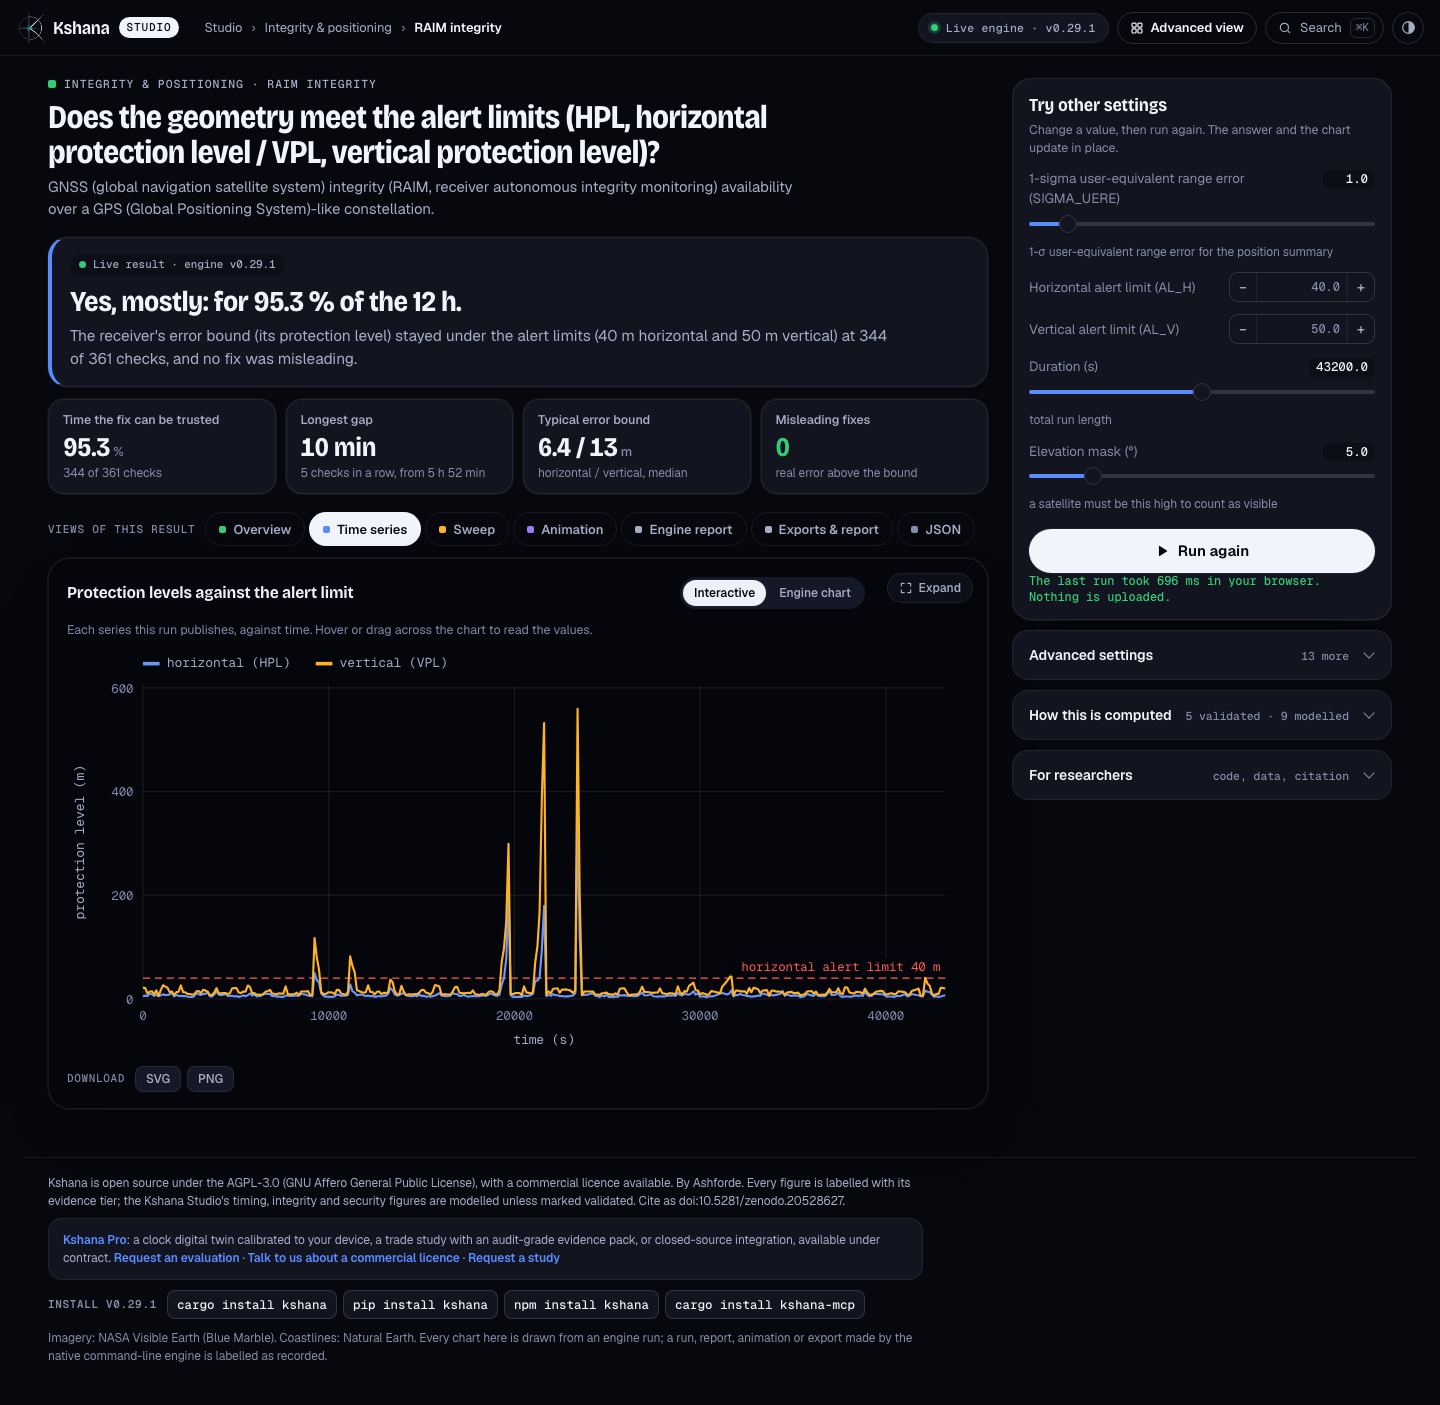 Kshana STUDIO Studio › Integrity & positioning › RAIM integrity
Live engine · v0.29.1 Advanced view Search ⌘K
INTEGRITY & POSITIONING · RAIM INTEGRITY
Does the geometry meet the alert limits (HPL, horizontal
protection level / VPL, vertical protection level)?
GNSS (global navigation satellite system) integrity (RAIM, receiver autonomous integrity monitoring) availability
over a GPS (Global Positioning System)-like constellation.
Live result · engine v0.29.1
Yes, mostly: for 95.3 % of the 12 h.
The receiver's error bound (its protection level) stayed under the alert limits (40 m horizontal and 50 m vertical) at 344
of 361 checks, and no fix was misleading.
Time the fix can be trusted
95.3 %
344 of 361 checks
Longest gap
10 min
5 checks in a row, from 5 h 52 min
Typical error bound
6.4 / 13 m
horizontal / vertical, median
Misleading fixes
0
real error above the bound
VIEWS OF THIS RESULT Overview Time series Sweep Animation Engine report Exports & report JSON
Protection levels against the alert limit
Interactive Engine chart Expand
Each series this run publishes, against time. Hover or drag across the chart to read the values.
horizontal (HPL) vertical (VPL)
600
400
200
0
protection level (m)
horizontal alert limit 40 m
0 10000 20000 30000 40000
time (s)
DOWNLOAD SVG PNG
Try other settings
Change a value, then run again. The answer and the chart
update in place.
1-sigma user-equivalent range error
(SIGMA_UERE)
1.0
1-σ user-equivalent range error for the position summary
Horizontal alert limit (AL_H) − 40.0 +
Vertical alert limit (AL_V) − 50.0 +
Duration (s) 43200.0
total run length
Elevation mask (°) 5.0
a satellite must be this high to count as visible
Run again
The last run took 696 ms in your browser.
Nothing is uploaded.
Advanced settings 13 more
How this is computed 5 validated · 9 modelled
For researchers code, data, citation
Kshana is open source under the AGPL-3.0 (GNU Affero General Public License), with a commercial licence available. By Ashforde. Every figure is labelled with its
evidence tier; the Kshana Studio's timing, integrity and security figures are modelled unless marked validated. Cite as doi:10.5281/zenodo.20528627.
Kshana Pro: a clock digital twin calibrated to your device, a trade study with an audit-grade evidence pack, or closed-source integration, available under
contract. Request an evaluation · Talk to us about a commercial licence · Request a study
INSTALL V0.29.1 cargo install kshana pip install kshana npm install kshana cargo install kshana-mcp
Imagery: NASA Visible Earth (Blue Marble). Coastlines: Natural Earth. Every chart here is drawn from an engine run; a run, report, animation or export made by the
native command-line engine is labelled as recorded.